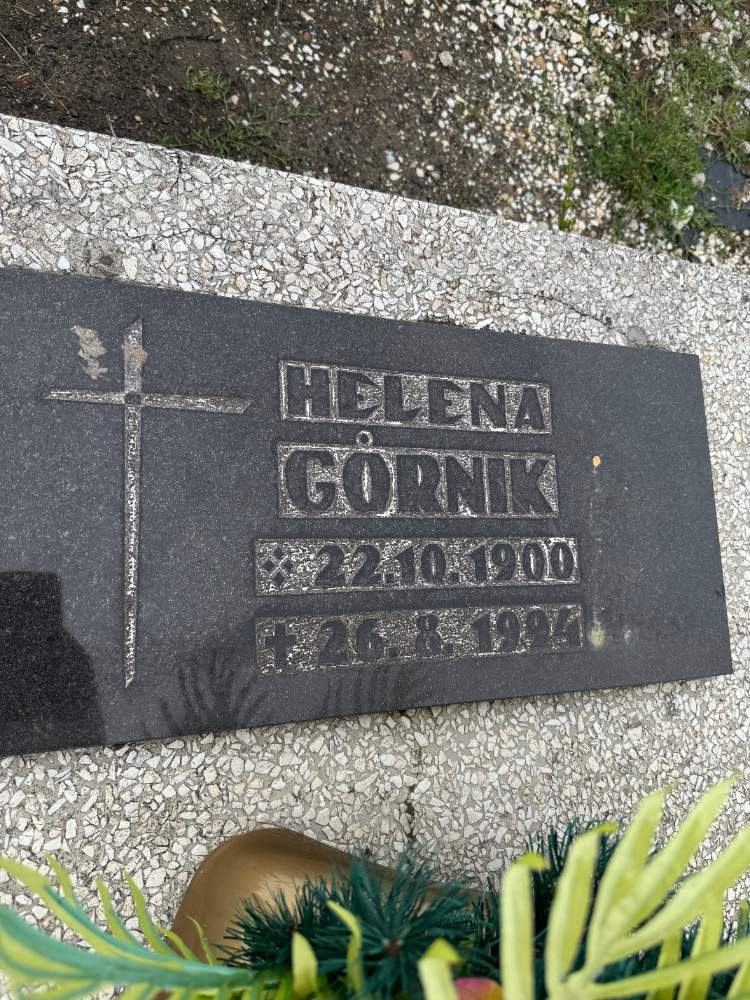 HELENA
GÓRNIK
22.10.1900
† 26. 8. 1994